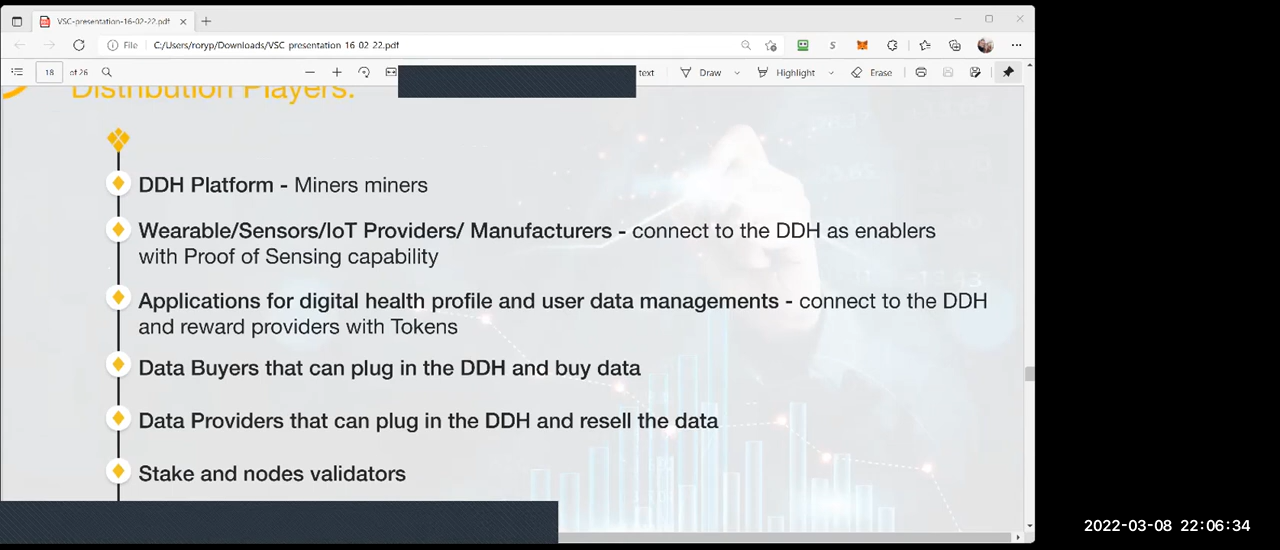 VSC-presentation-16-02-22.pdf
File C:/Users/roryp/Downloads/VSC presentation 16 02 22.pdf
18 of 26 text Draw Highlight Erase
Distribution Players:
DDH Platform - Miners miners
Wearable/Sensors/IoT Providers/ Manufacturers - connect to the DDH as enablers
with Proof of Sensing capability
Applications for digital health profile and user data managements - connect to the DDH
and reward providers with Tokens
Data Buyers that can plug in the DDH and buy data
Data Providers that can plug in the DDH and resell the data
Stake and nodes validators
2022-03-08 22:06:34